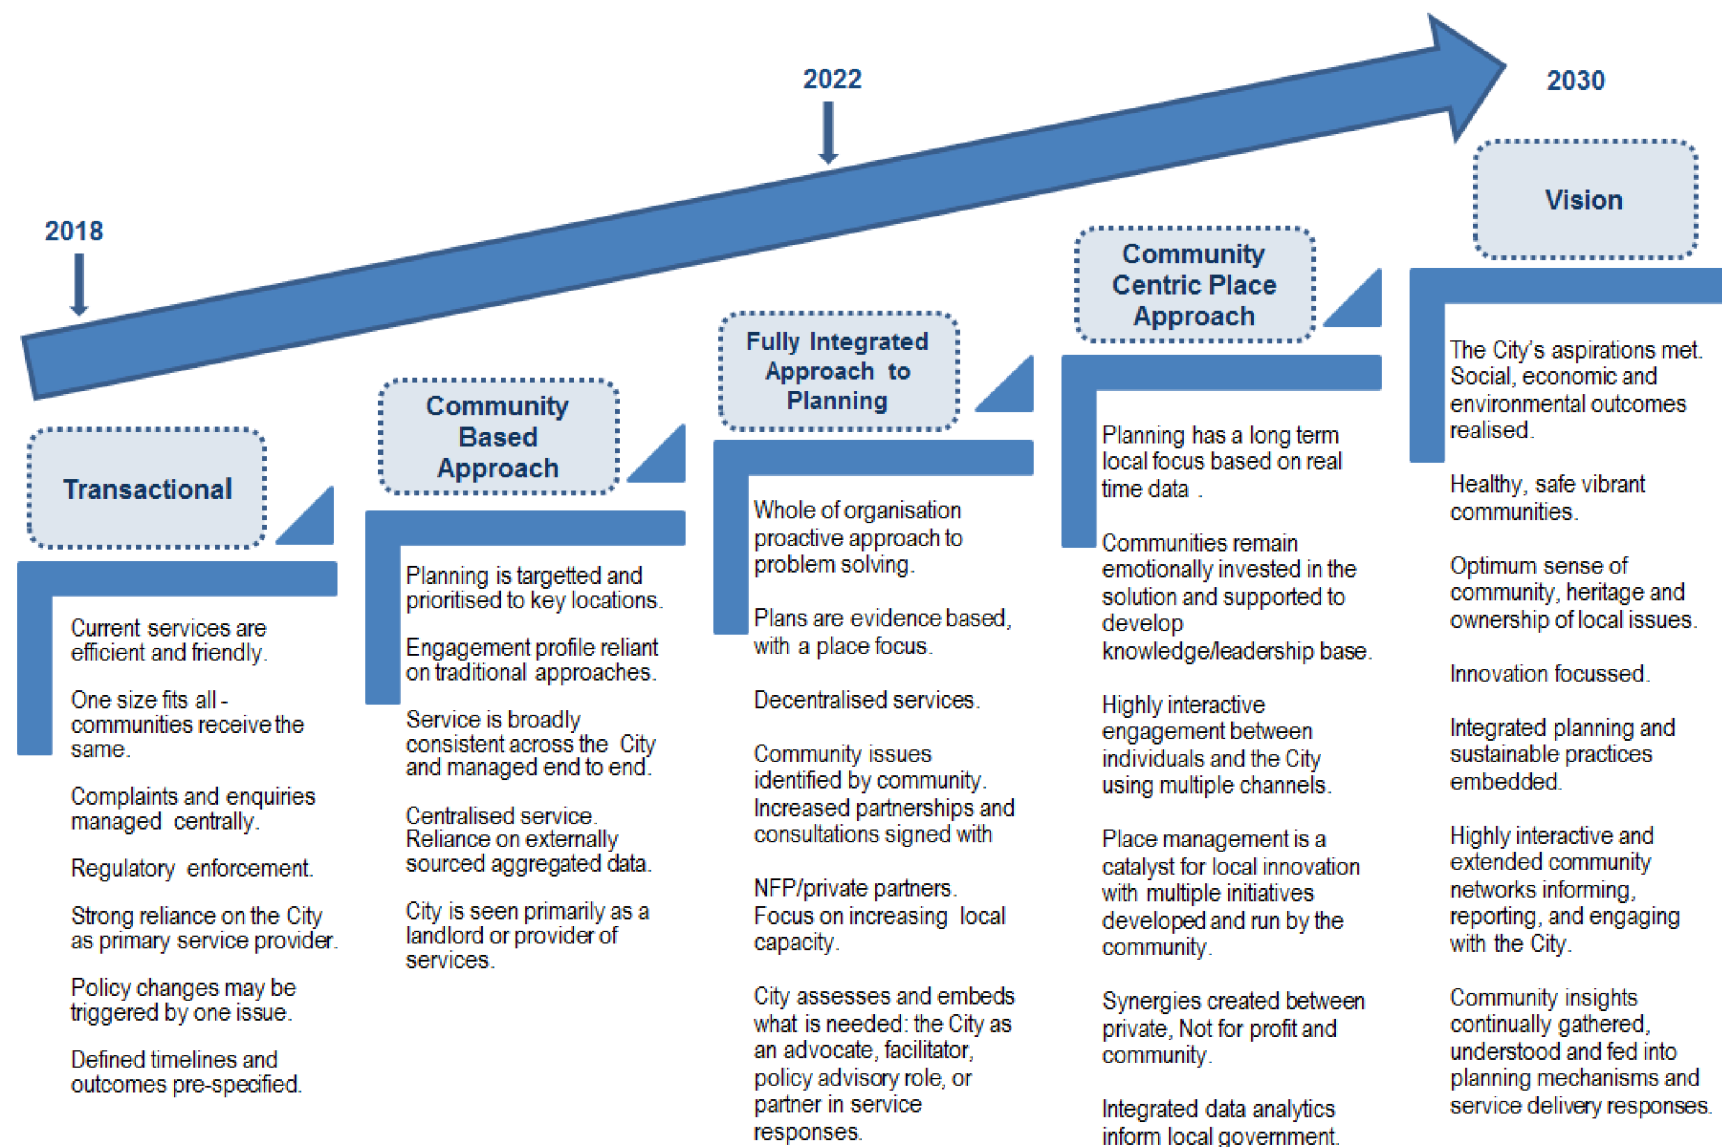 2018
2022
2030
Transactional
Current services are
efficient and friendly.
One size fits all -
communities receive the
same.
Complaints and enquiries
managed centrally.
Regulatory enforcement.
Strong reliance on the City
as primary service provider.
Policy changes may be
triggered by one issue.
Defined timelines and
outcomes pre-specified.
Community
Based
Approach
Planning is targetted and
prioritised to key locations.
Engagement profile reliant
on traditional approaches.
Service is broadly
consistent across the City
and managed end to end.
Centralised service.
Reliance on externally
sourced aggregated data.
City is seen primarily as a
landlord or provider of
services.
Fully Integrated
Approach to
Planning
Whole of organisation
proactive approach to
problem solving.
Plans are evidence based,
with a place focus.
Decentralised services.
Community issues
identified by community.
Increased partnerships and
consultations signed with
NFP/private partners.
Focus on increasing local
capacity.
City assesses and embeds
what is needed: the City as
an advocate, facilitator,
policy advisory role, or
partner in service
responses.
Community
Centric Place
Approach
Planning has a long term
local focus based on real
time data .
Communities remain
emotionally invested in the
solution and supported to
develop
knowledge/leadership base.
Highly interactive
engagement between
individuals and the City
using multiple channels.
Place management is a
catalyst for local innovation
with multiple initiatives
developed and run by the
community.
Synergies created between
private, Not for profit and
community.
Integrated data analytics
inform local government.
Vision
The City's aspirations met.
Social, economic and
environmental outcomes
realised.
Healthy, safe vibrant
communities.
Optimum sense of
community, heritage and
ownership of local issues.
Innovation focussed.
Integrated planning and
sustainable practices
embedded.
Highly interactive and
extended community
networks informing,
reporting, and engaging
with the City.
Community insights
continually gathered,
understood and fed into
planning mechanisms and
service delivery responses.